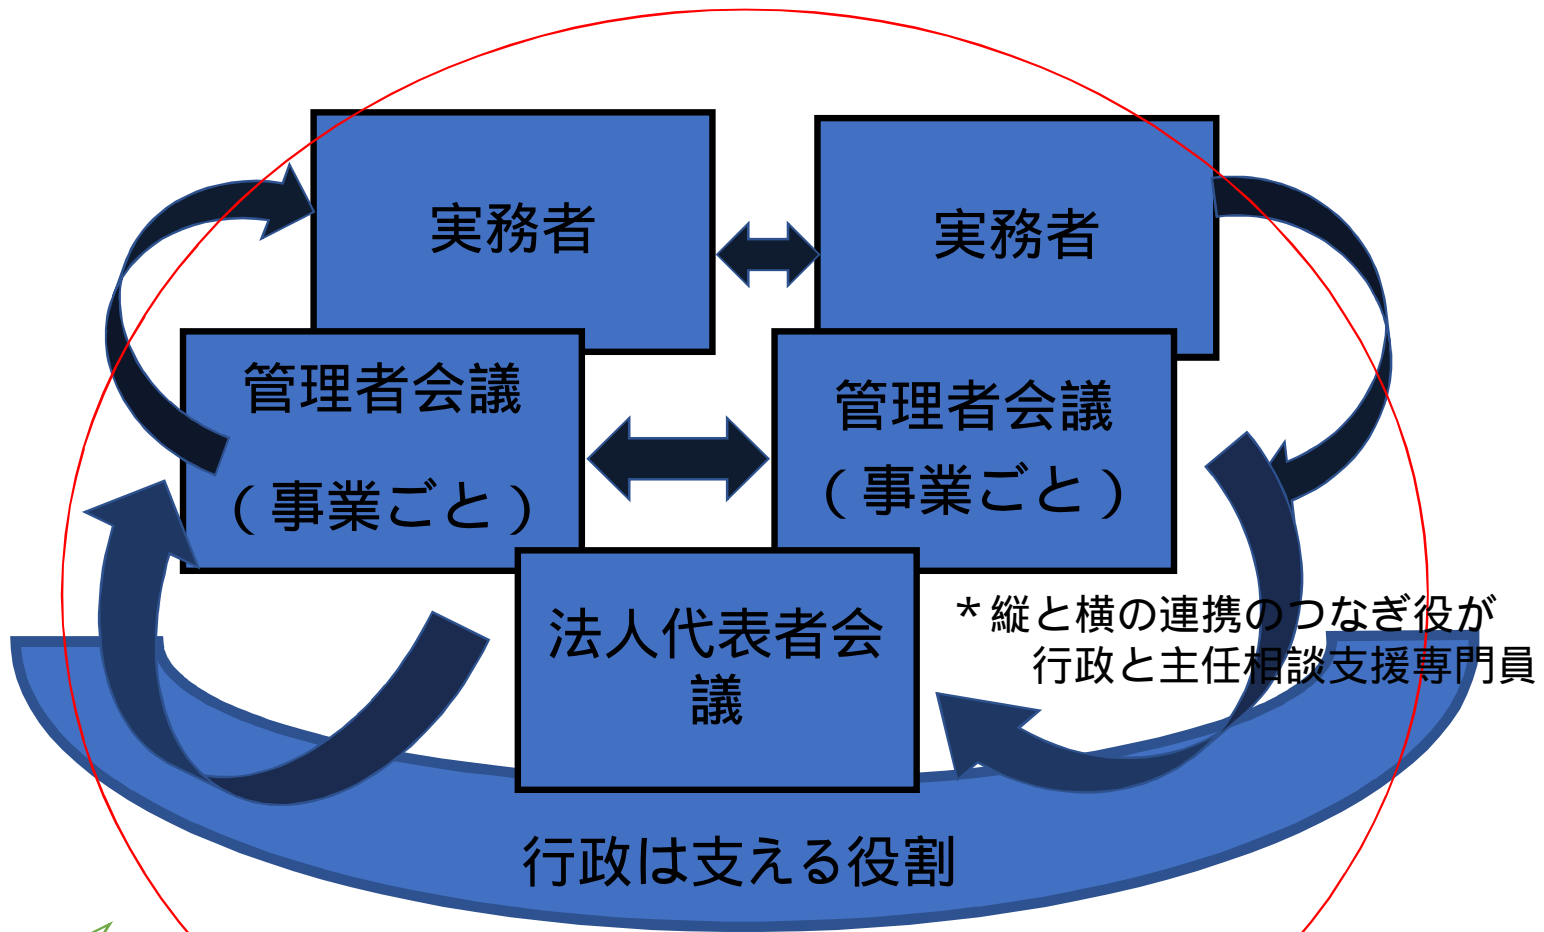 実務者
実務者
管理者会議
（事業ごと）
管理者会議
（事業ごと）
法人代表者会
議
＊縦と横の連携のつなぎ役が
行政と主任相談支援専門員
行政は支える役割